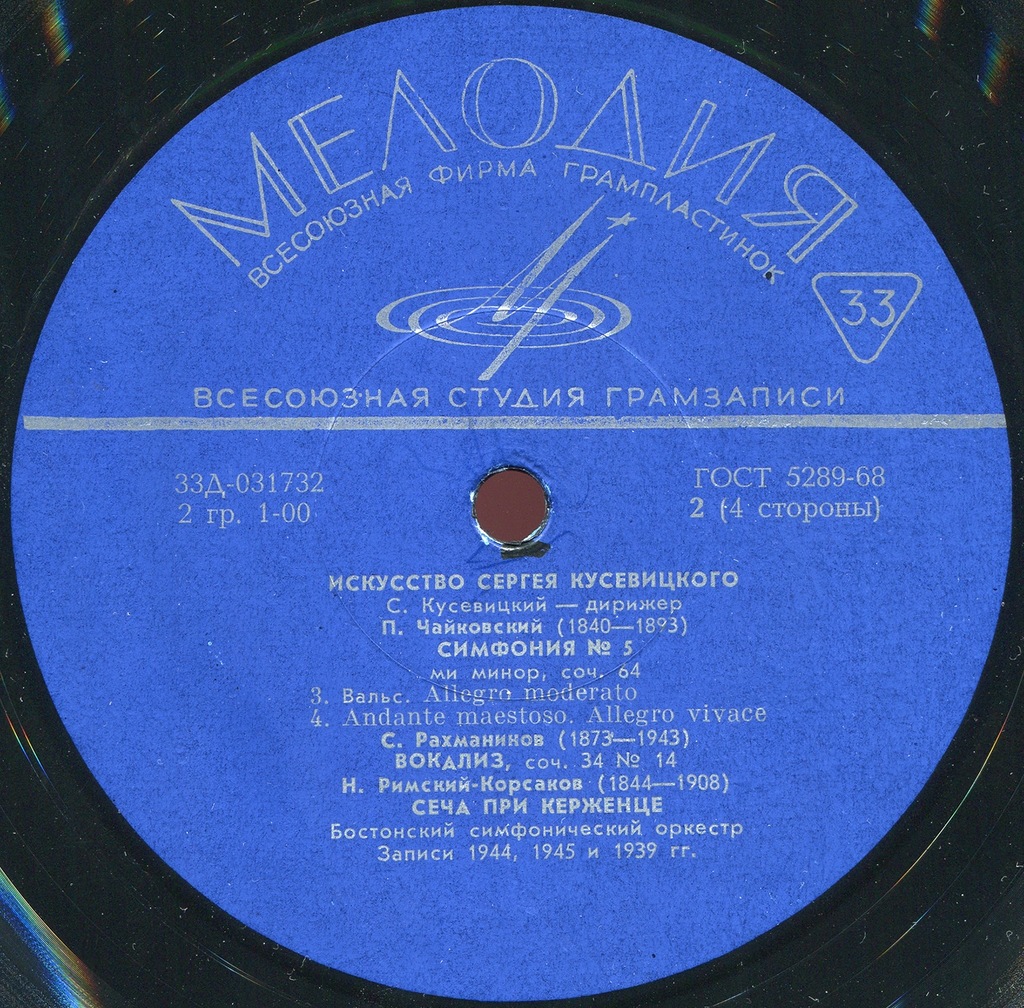 МЕЛОДИЯ
ВСЕСОЮЗНАЯ ФИРМА ГРАМПЛАСТИНОК
33
ВСЕСОЮЗНАЯ СТУДИЯ ГРАМЗАПИСИ
33Д-031732
2 гр. 1-00
ГОСТ 5289-68
2 (4 стороны)
ИСКУССТВО СЕРГЕЯ КУСЕВИЦКОГО
С. Кусевицкий — дирижер
П. Чайковский (1840—1893)
СИМФОНИЯ № 5
ми минор, соч. 64
3. Вальс. Allegro moderato
4. Andante maestoso. Allegro vivace
С. Рахманинов (1873—1943)
ВОКАЛИЗ, соч. 34 № 14
Н. Римский-Корсаков (1844—1908)
СЕЧА ПРИ КЕРЖЕНЦЕ
Бостонский симфонический оркестр
Записи 1944, 1945 и 1939 гг.